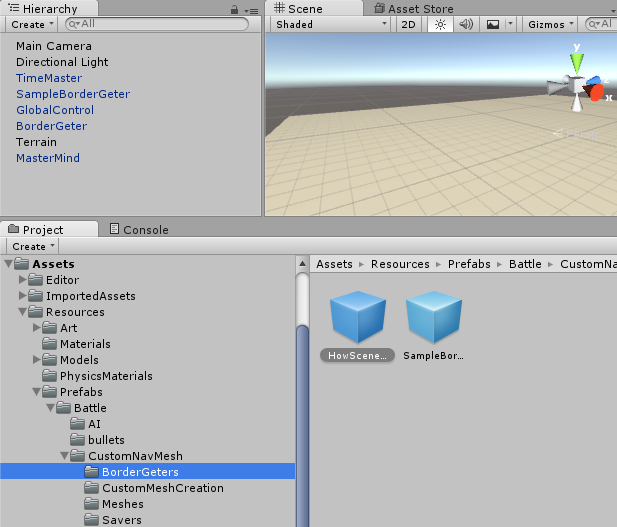 Hierarchy
Create All
Main Camera
Directional Light
TimeMaster
SampleBorderGeter
GlobalControl
BorderGeter
Terrain
MasterMind
Scene Asset Store
Shaded 2D Gizmos Al
y
z
x
Project Console
Create
Assets
Editor
ImportedAssets
Resources
Art
Materials
Models
PhysicsMaterials
Prefabs
Battle
AI
bullets
CustomNavMesh
BorderGeters
CustomMeshCreation
Meshes
Savers
Assets ▸ Resources ▸ Prefabs ▸ Battle ▸ CustomNa
HowScene... SampleBor...